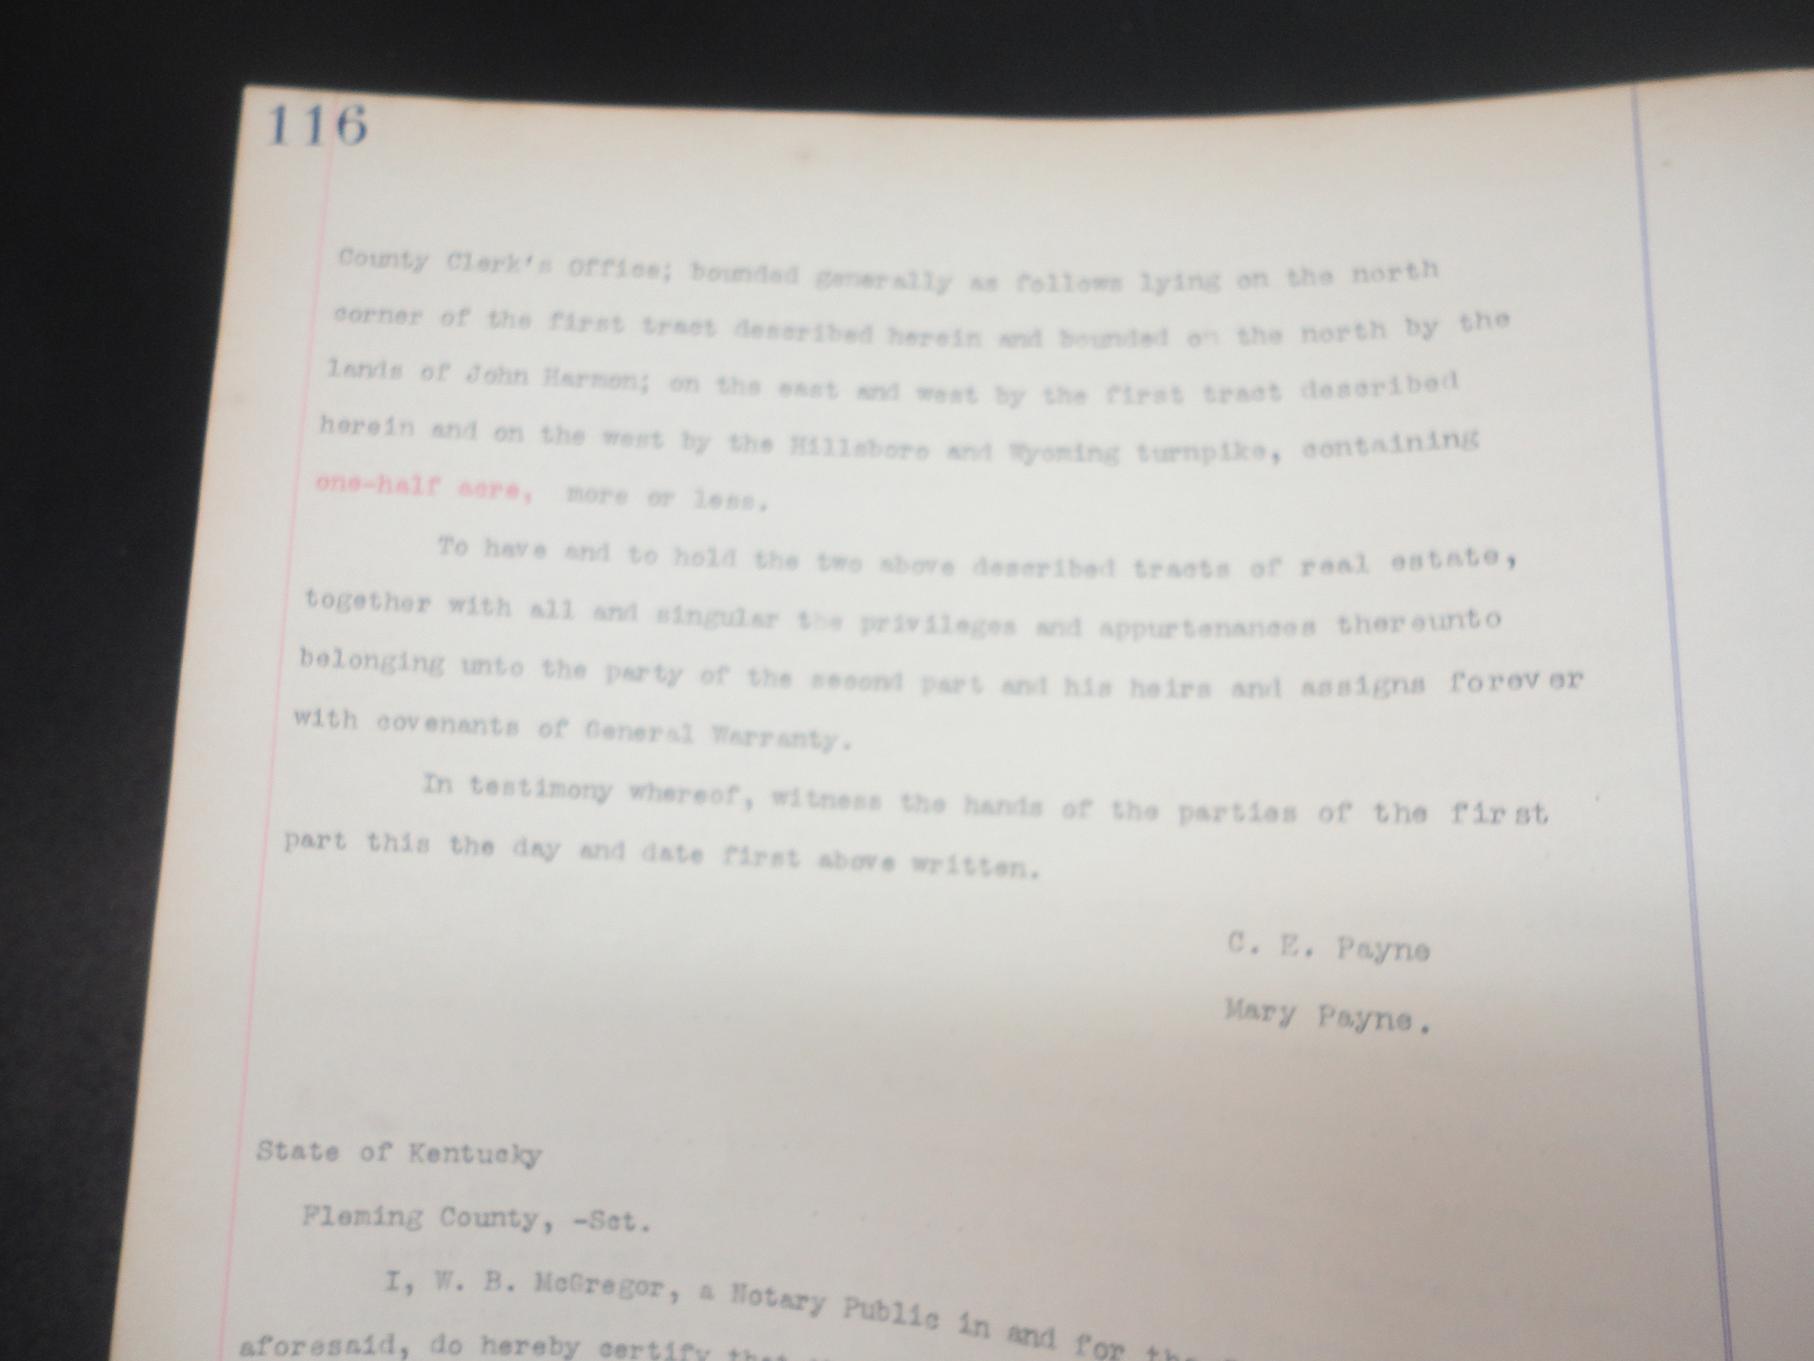 116
County Clerk's Office; bounded generally as follows lying on the north
corner of the first tract described herein and bounded on the north by the
lands of John Harmon; on the east and west by the first tract described
herein and on the west by the Hillsboro and Wyoming turnpike, containing
one-half acre, more or less.
To have and to hold the two above described tracts of real estate,
together with all and singular the privileges and appurtenances thereunto
belonging unto the party of the second part and his heirs and assigns forever
with covenants of General Warranty.
In testimony whereof, witness the hands of the parties of the first
part this the day and date first above written.
C. E. Payne
Mary Payne.
State of Kentucky
Fleming County, -Sct.
I, W. B. McGregor, a Notary Public in and for the
aforesaid, do hereby certify that